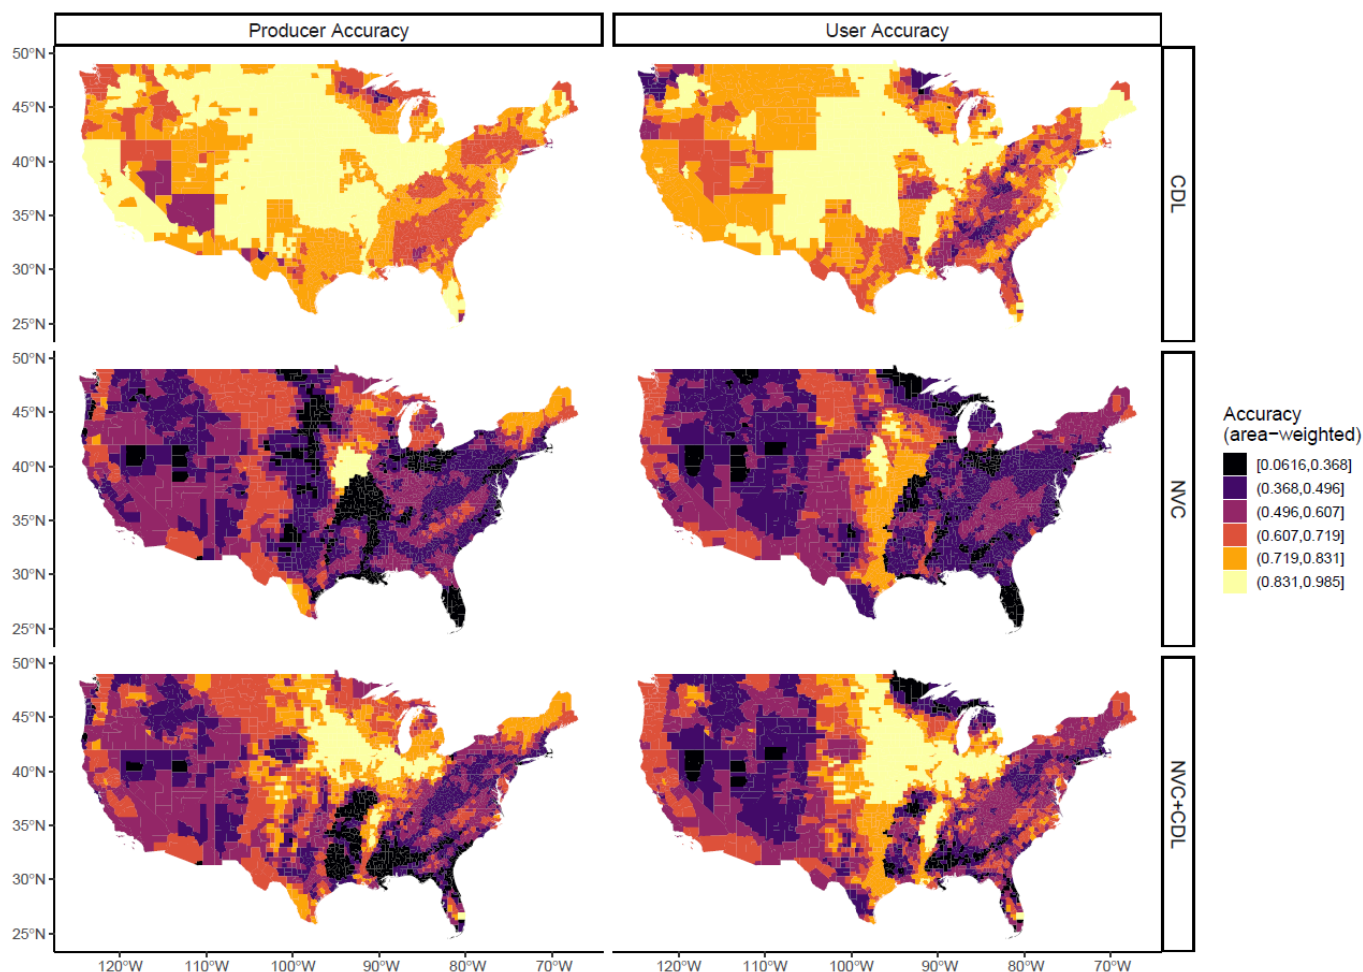 Producer Accuracy
User Accuracy
50°N
45°N
40°N
35°N
30°N
25°N
CDL
50°N
45°N
40°N
35°N
30°N
25°N
NVC
50°N
45°N
40°N
35°N
30°N
25°N
NVC+CDL
120°W 110°W 100°W 90°W 80°W 70°W
120°W 110°W 100°W 90°W 80°W 70°W
Accuracy
(area−weighted)
[0.0616,0.368]
(0.368,0.496]
(0.496,0.607]
(0.607,0.719]
(0.719,0.831]
(0.831,0.985]